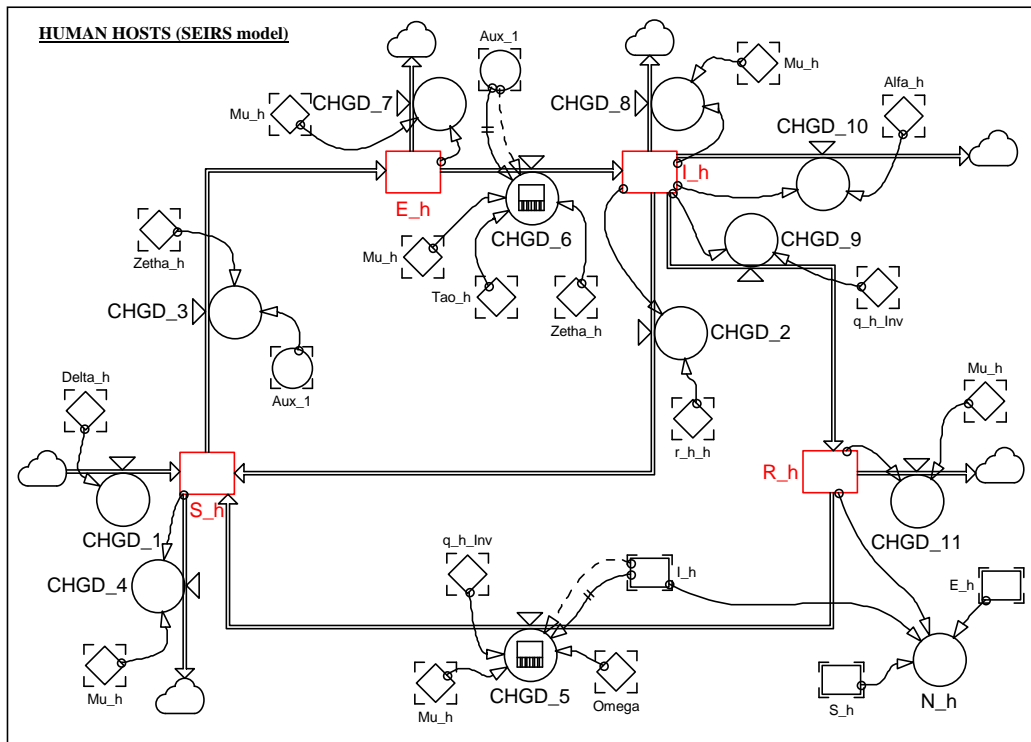 HUMAN HOSTS (SEIRS model)
Aux_1
Mu_h
CHGD_7
CHGD_8
Mu_h
Alfa_h
CHGD_10
E_h
I_h
Zetha_h
Mu_h
CHGD_6
CHGD_9
Tao_h
Zetha_h
q_h_Inv
CHGD_3
CHGD_2
Aux_1
Delta_h
Mu_h
r_h_h
R_h
S_h
CHGD_1
CHGD_11
q_h_Inv
CHGD_4
I_h
E_h
Mu_h
CHGD_5
Mu_h
Omega
S_h
N_h